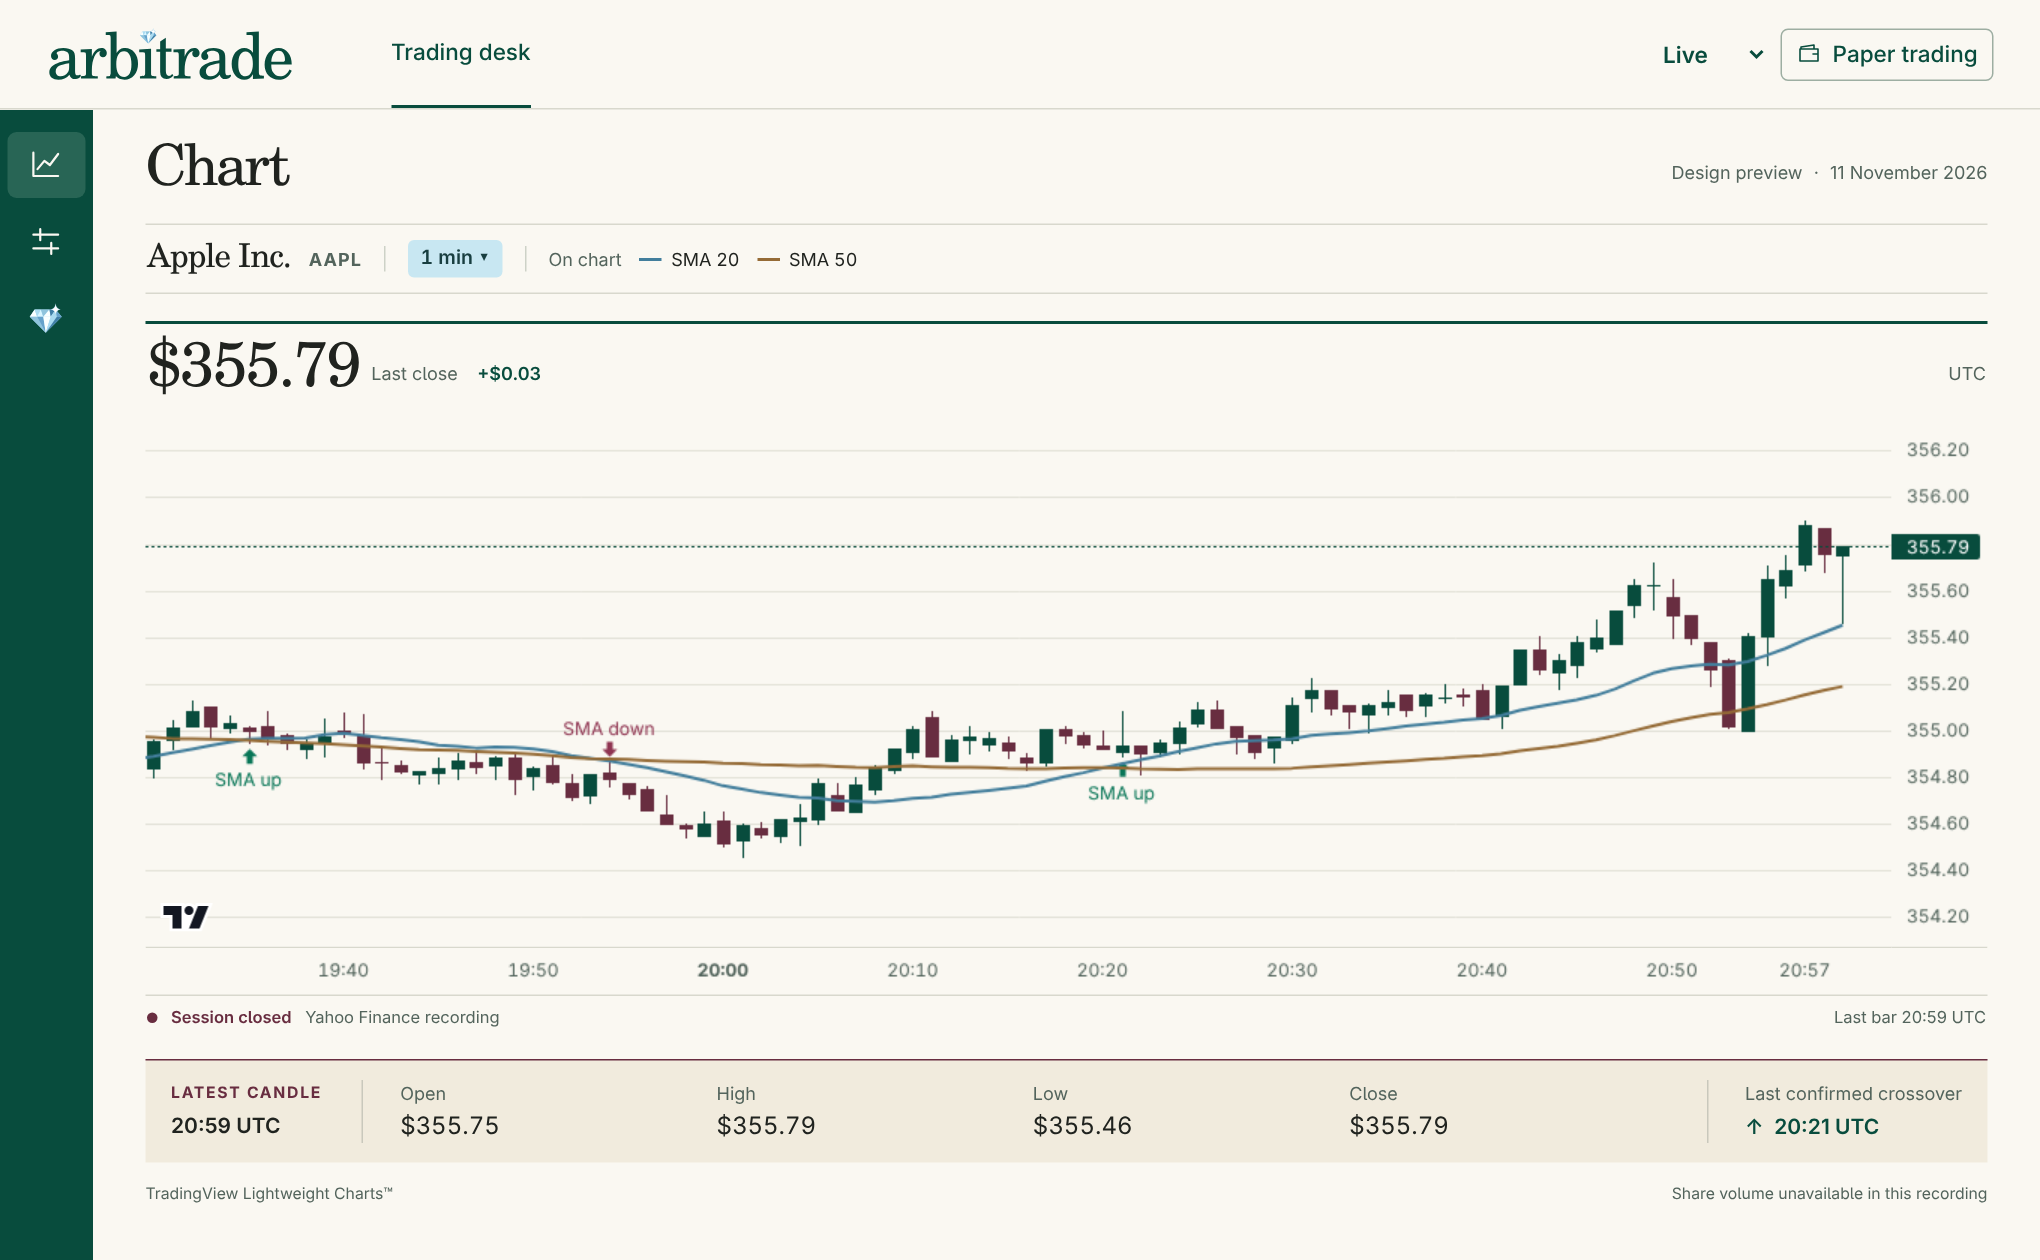 arbitrade
Trading desk
Live
Paper trading
Chart
Design preview · 11 November 2026
Apple Inc. AAPL 1 min ▾ On chart SMA 20 SMA 50
$355.79 Last close +$0.03
UTC
356.20
356.00
355.79
355.60
355.40
355.20
355.00
354.80
354.60
354.40
354.20
SMA down
SMA up
SMA up
19:40 19:50 20:00 20:10 20:20 20:30 20:40 20:50 20:57
Session closed Yahoo Finance recording
Last bar 20:59 UTC
LATEST CANDLE
20:59 UTC
Open
$355.75
High
$355.79
Low
$355.46
Close
$355.79
Last confirmed crossover
↑ 20:21 UTC
TradingView Lightweight Charts™
Share volume unavailable in this recording